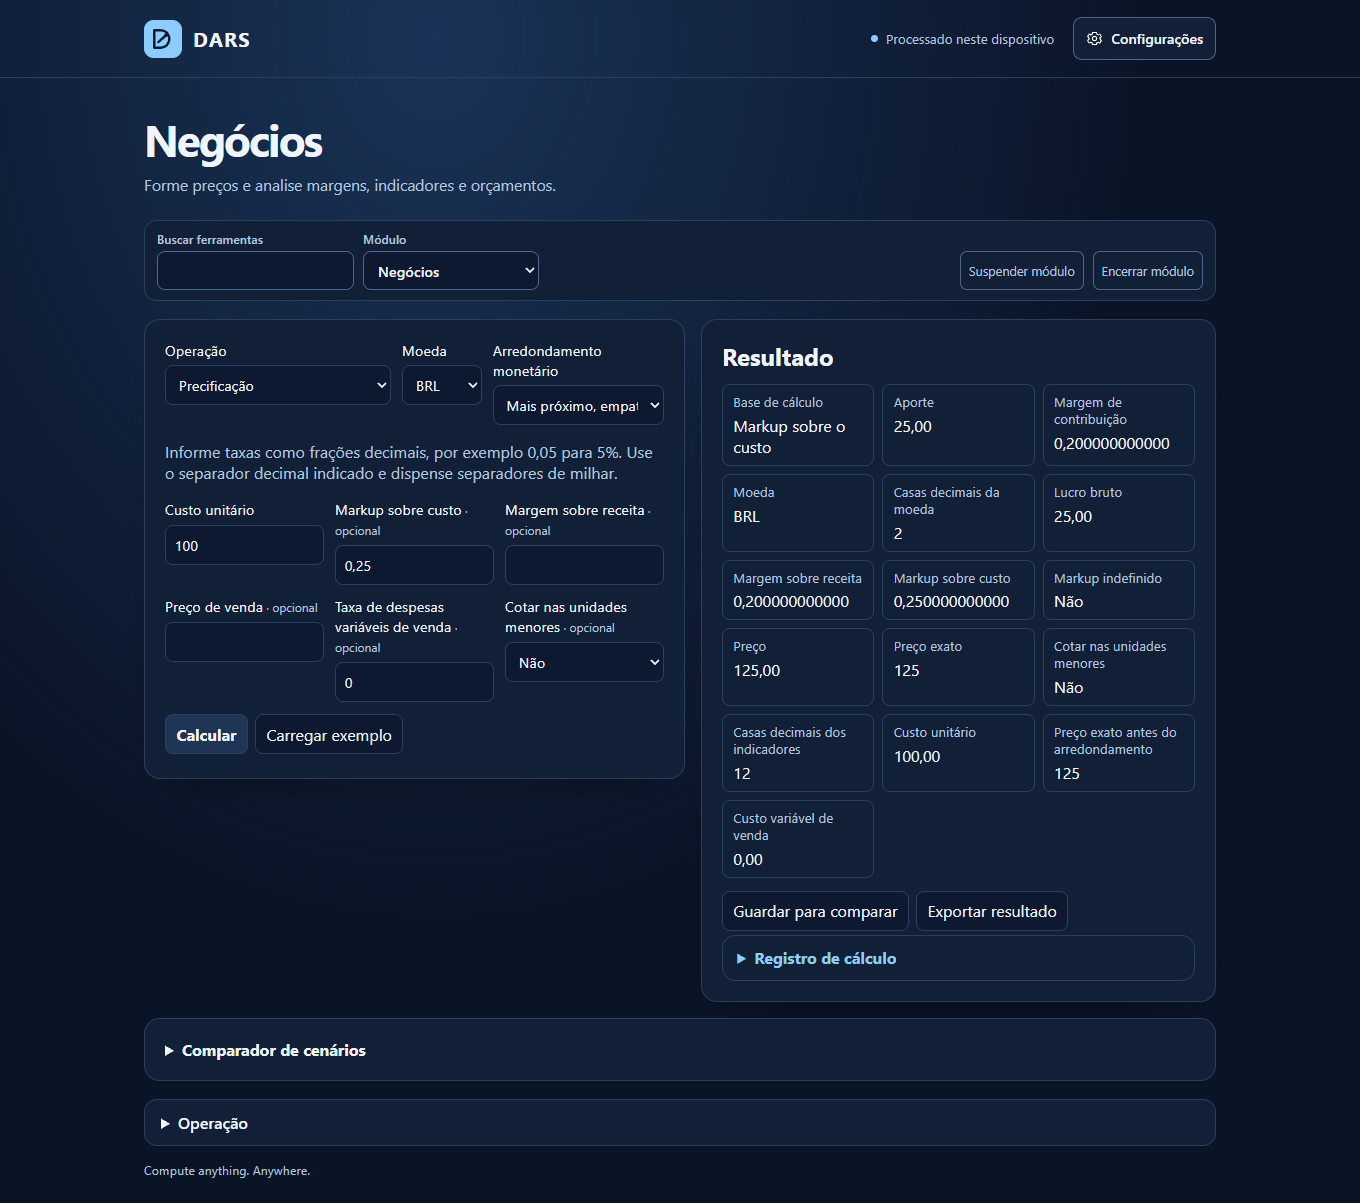 DARS
Processado neste dispositivo
Configurações
Negócios
Forme preços e analise margens, indicadores e orçamentos.
Buscar ferramentas
Módulo
Negócios
Suspender módulo
Encerrar módulo
Operação
Moeda
Arredondamento
monetário
Precificação
BRL
Mais próximo, empat
Informe taxas como frações decimais, por exemplo 0,05 para 5%. Use
o separador decimal indicado e dispense separadores de milhar.
Custo unitário
Markup sobre custo ·
opcional
Margem sobre receita ·
opcional
100
0,25
Preço de venda · opcional
Taxa de despesas
variáveis de venda ·
opcional
Cotar nas unidades
menores · opcional
Não
0
Calcular
Carregar exemplo
Resultado
Base de cálculo
Markup sobre o
custo
Aporte
25,00
Margem de
contribuição
0,200000000000
Moeda
BRL
Casas decimais da
moeda
2
Lucro bruto
25,00
Margem sobre receita
0,200000000000
Markup sobre custo
0,250000000000
Markup indefinido
Não
Preço
125,00
Preço exato
125
Cotar nas unidades
menores
Não
Casas decimais dos
indicadores
12
Custo unitário
100,00
Preço exato antes do
arredondamento
125
Custo variável de
venda
0,00
Guardar para comparar
Exportar resultado
Registro de cálculo
Comparador de cenários
Operação
Compute anything. Anywhere.